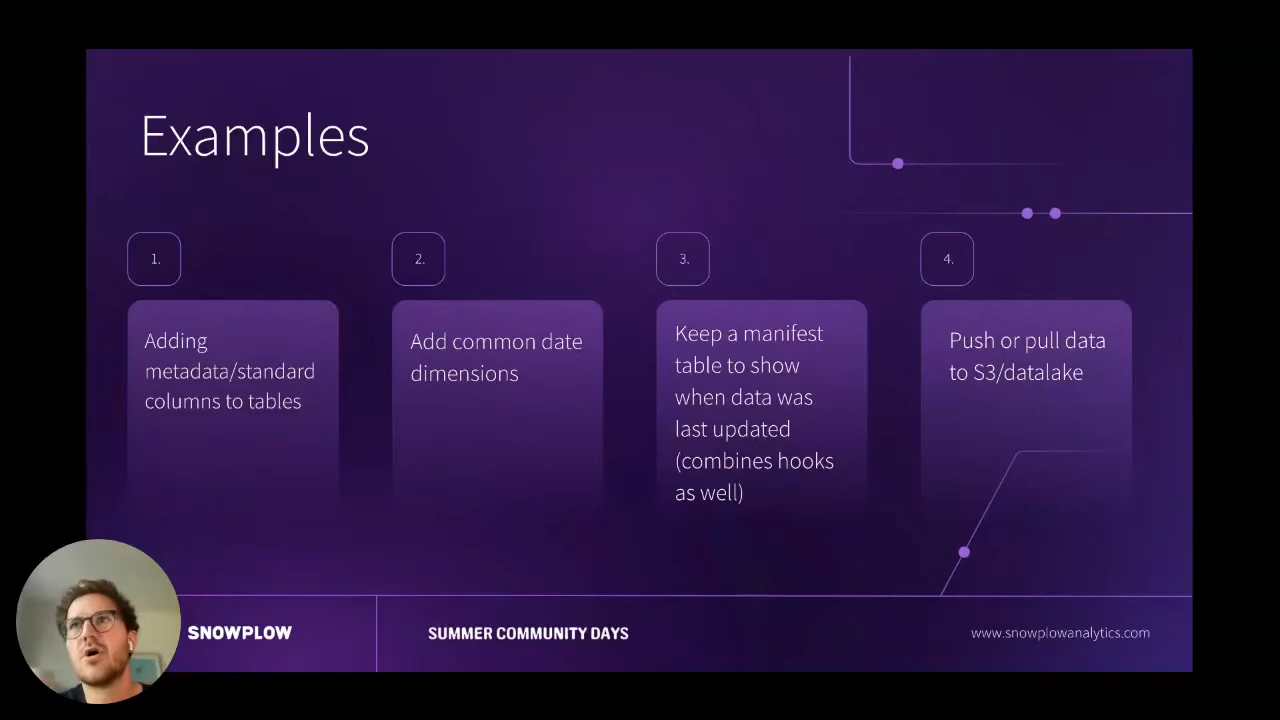 Examples
1.
Adding
metadata/standard
columns to tables
2.
Add common date
dimensions
3.
Keep a manifest
table to show
when data was
last updated
(combines hooks
as well)
4.
Push or pull data
to S3/datalake
SNOWPLOW
SUMMER COMMUNITY DAYS
www.snowplowanalytics.com